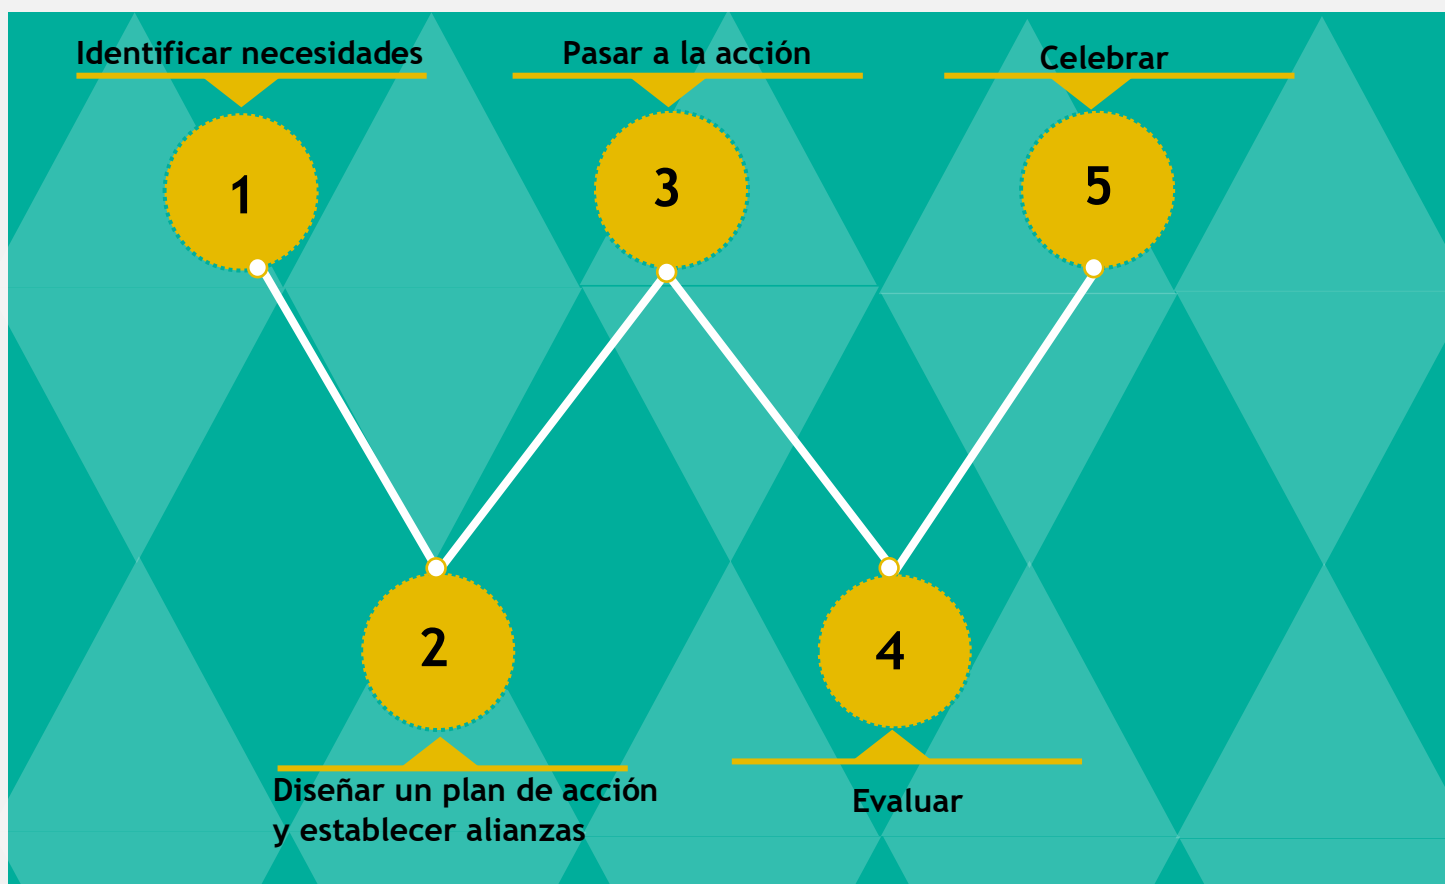 Identificar necesidades
1
Diseñar un plan de acción
y establecer alianzas
2
Pasar a la acción
3
Evaluar
4
Celebrar
5